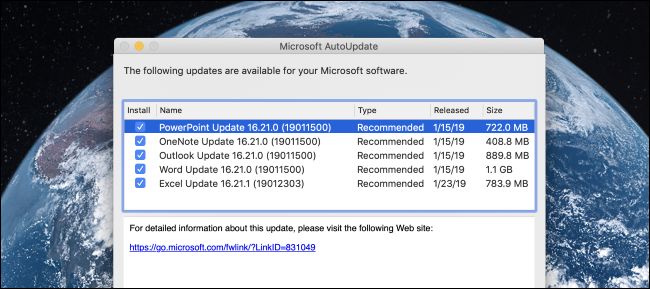 Microsoft AutoUpdate
The following updates are available for your Microsoft software.
Install Name Type Released Size
PowerPoint Update 16.21.0 (19011500) Recommended 1/15/19 722.0 MB
OneNote Update 16.21.0 (19011500) Recommended 1/15/19 408.8 MB
Outlook Update 16.21.0 (19011500) Recommended 1/15/19 889.8 MB
Word Update 16.21.0 (19011500) Recommended 1/15/19 1.1 GB
Excel Update 16.21.1 (19012303) Recommended 1/23/19 783.9 MB
For detailed information about this update, please visit the following Web site:
https://go.microsoft.com/fwlink/?LinkID=831049